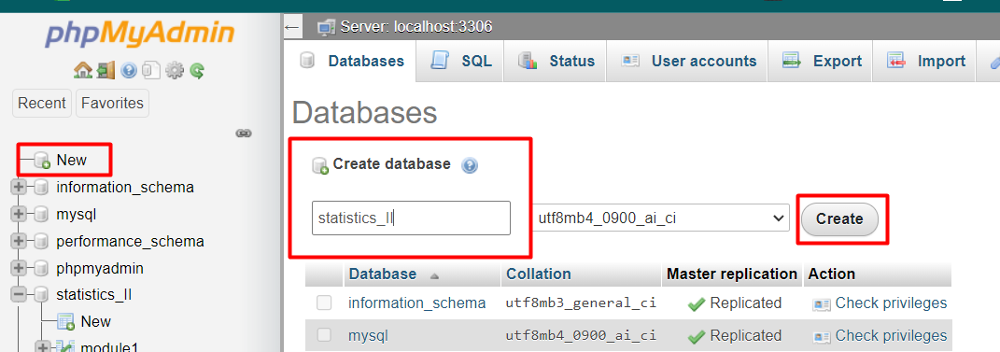 phpMyAdmin
Recent Favorites
New
information_schema
mysql
performance_schema
phpmyadmin
statistics_II
New
module1
Server: localhost:3306
Databases SQL Status User accounts Export Import
Databases
Create database
statistics_II utf8mb4_0900_ai_ci Create
Database Collation Master replication Action
information_schema utf8mb3_general_ci Replicated Check privileges
mysql utf8mb4_0900_ai_ci Replicated Check privileges